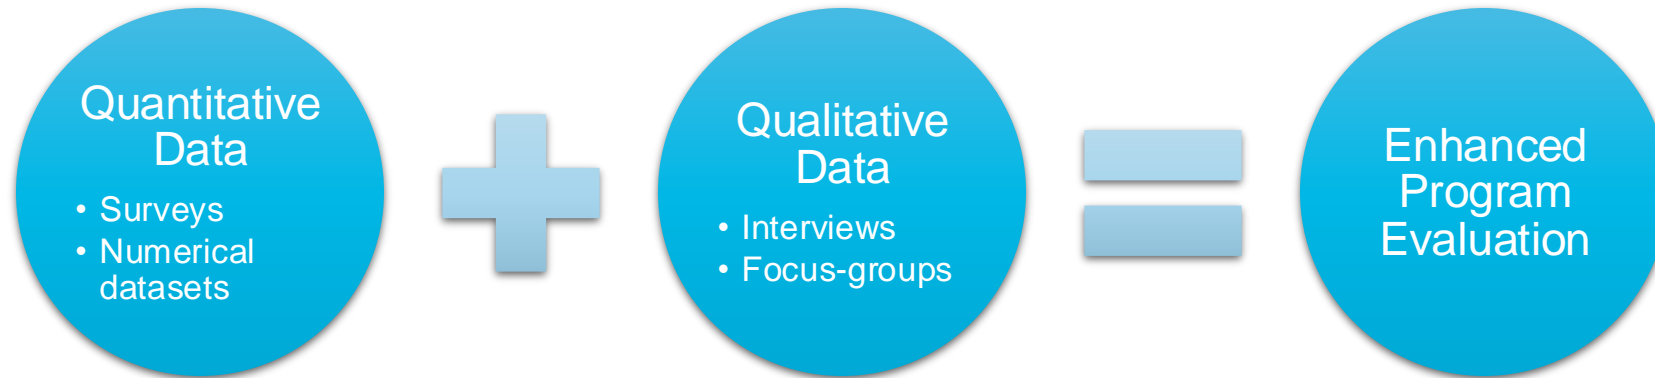 Quantitative
Data
• Surveys
• Numerical
datasets
Qualitative
Data
• Interviews
• Focus-groups
Enhanced
Program
Evaluation